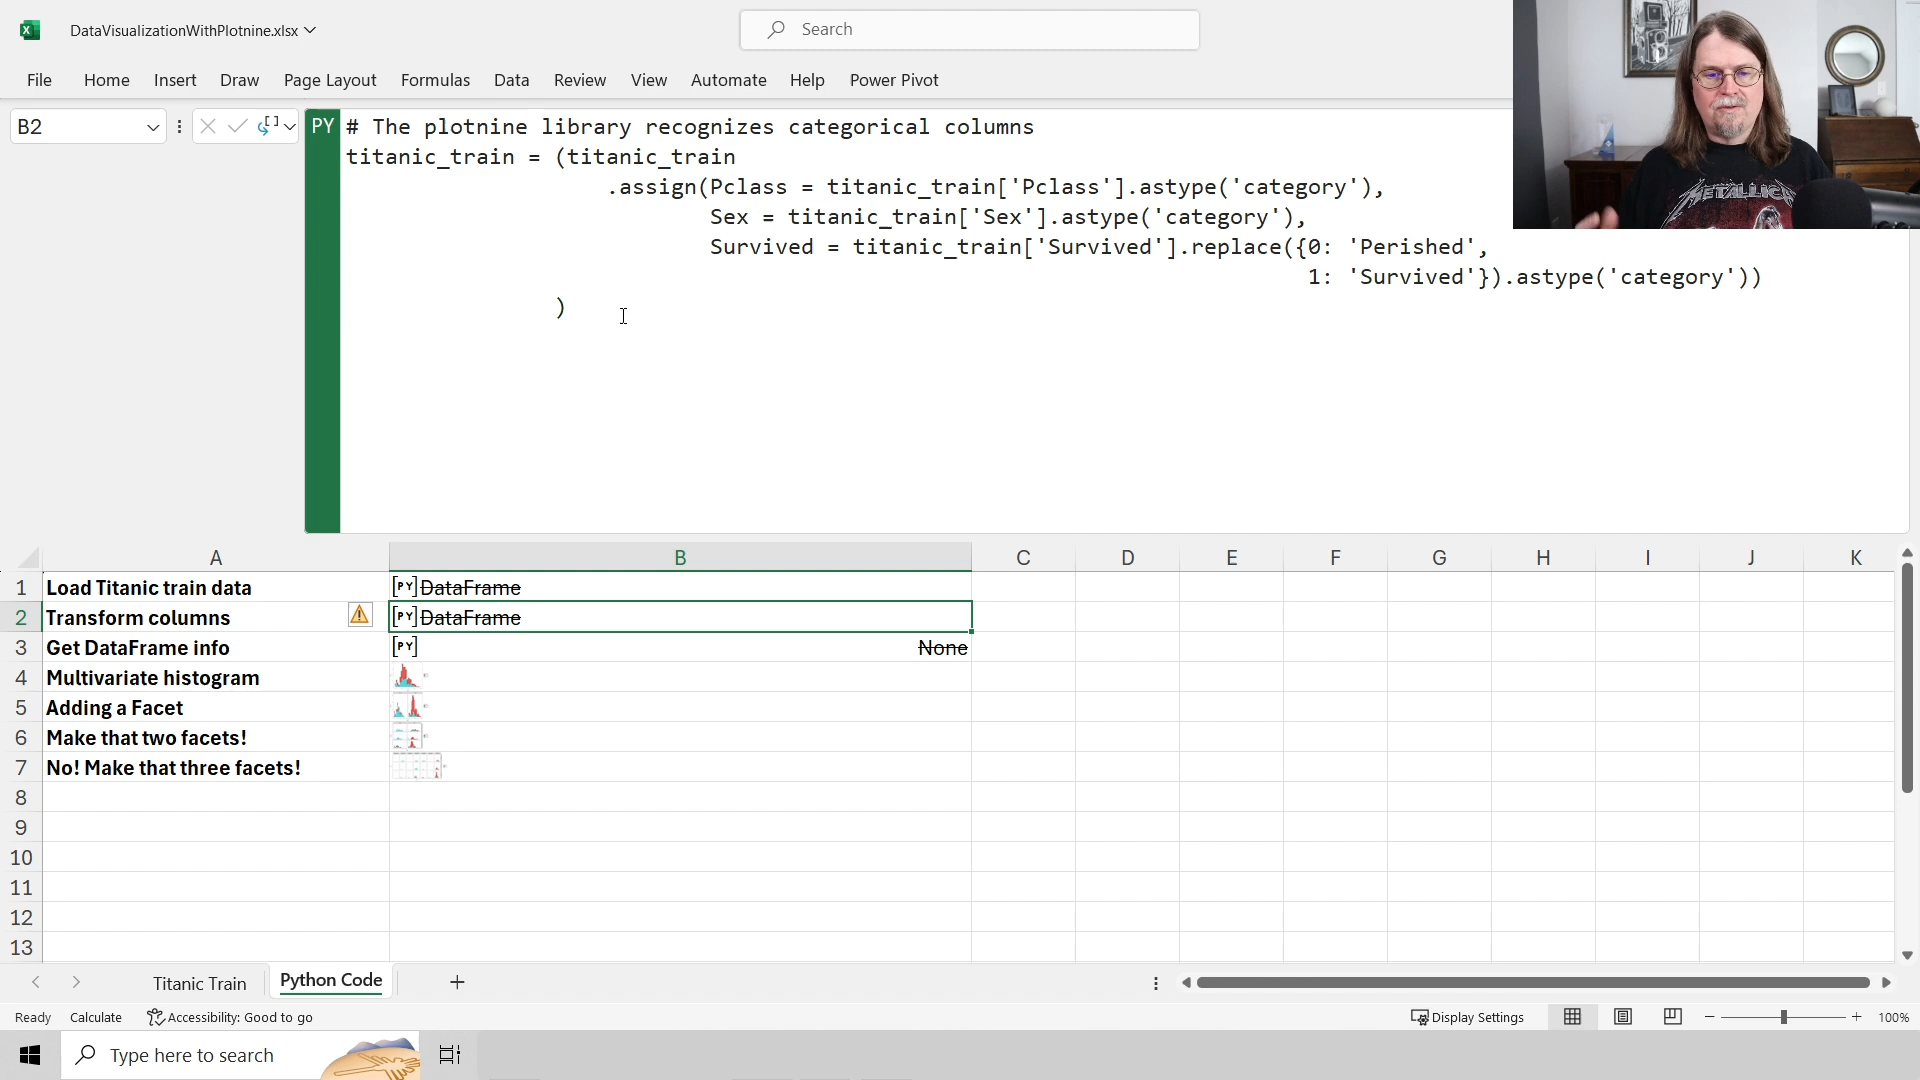 DataVisualizationWithPlotnine.xlsx
Search
File Home Insert Draw Page Layout Formulas Data Review View Automate Help Power Pivot
B2
PY
# The plotnine library recognizes categorical columns
titanic_train = (titanic_train
.assign(Pclass = titanic_train['Pclass'].astype('category'),
Sex = titanic_train['Sex'].astype('category'),
Survived = titanic_train['Survived'].replace({0: 'Perished',
1: 'Survived'}).astype('category'))
)
METALLICA
A B C D E F G H I J K
1 Load Titanic train data [PY] DataFrame
2 Transform columns [PY] DataFrame
3 Get DataFrame info [PY] None
4 Multivariate histogram
5 Adding a Facet
6 Make that two facets!
7 No! Make that three facets!
8
9
10
11
12
13
Titanic Train Python Code
Ready Calculate Accessibility: Good to go Display Settings 100%
Type here to search